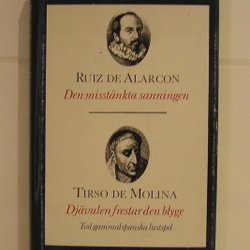 RUIZ DE ALARCON
Den misstänkta sanningen
TIRSO DE MOLINA
Djävulen frestar den blyge
Två gammalspanska lustspel